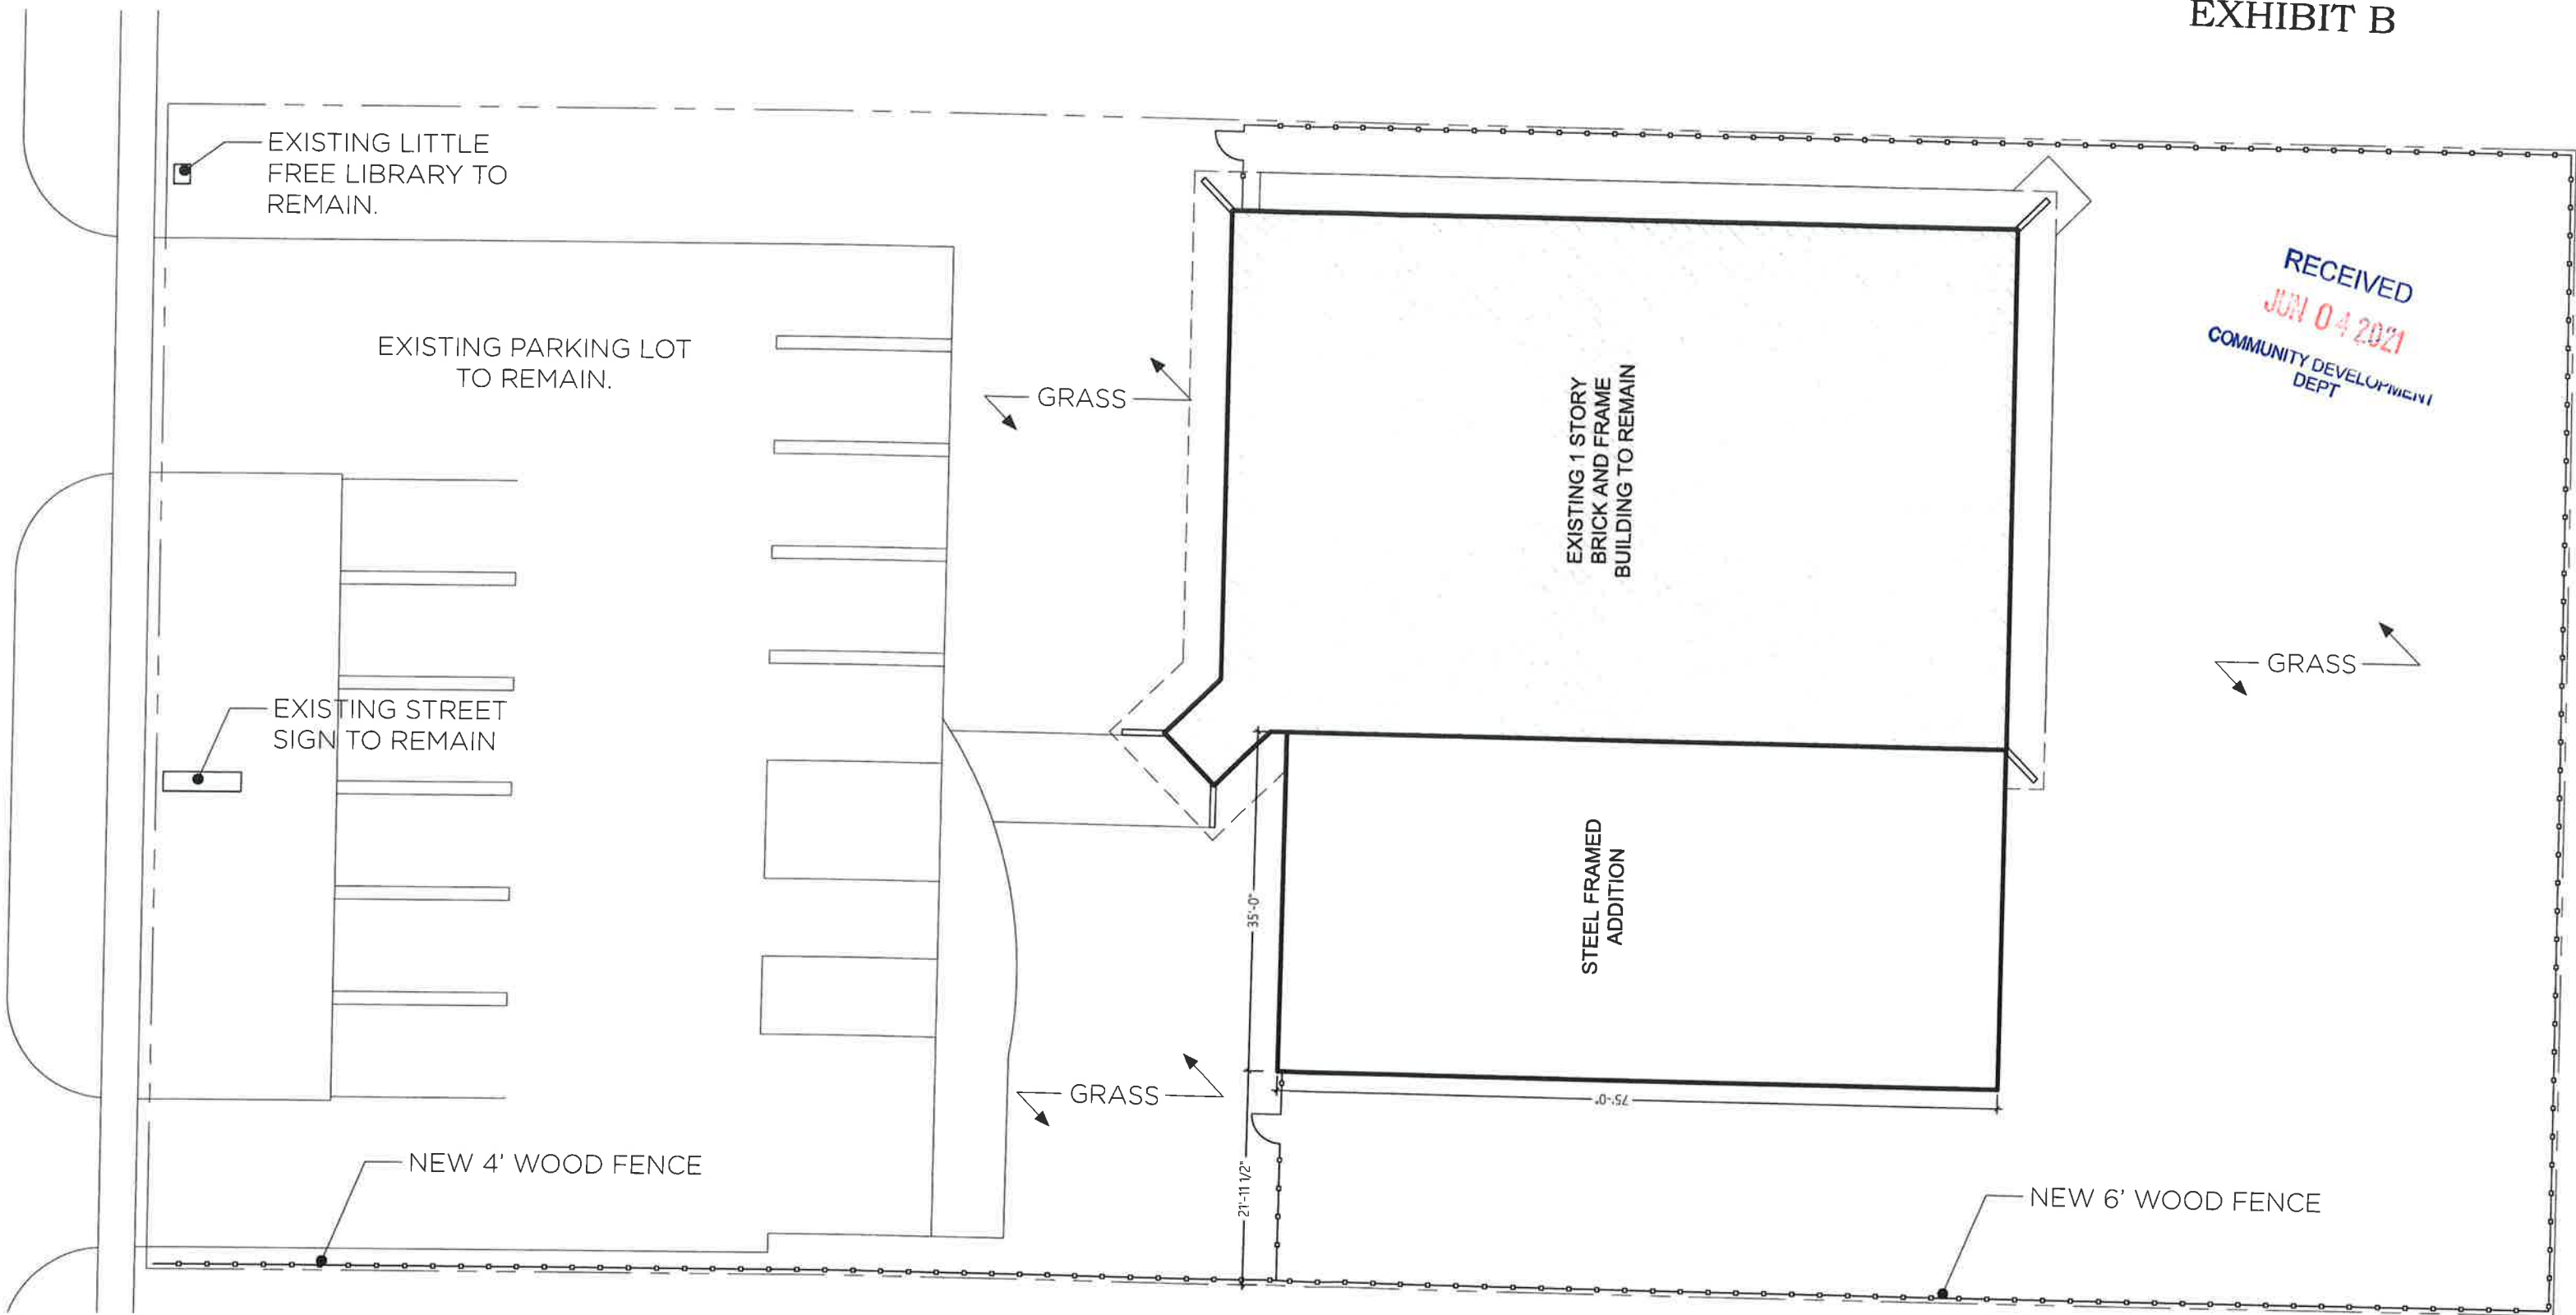 EXHIBIT B
EXISTING LITTLE
FREE LIBRARY TO
REMAIN.
RECEIVED
JUN 04 2021
COMMUNITY DEVELOPMENT
DEPT
EXISTING PARKING LOT
TO REMAIN.
GRASS
EXISTING 1 STORY
BRICK AND FRAME
BUILDING TO REMAIN
GRASS
EXISTING STREET
SIGN TO REMAIN
STEEL FRAMED
ADDITION
35'-0"
GRASS
75'-0"
NEW 4' WOOD FENCE
21'-11 1/2"
NEW 6' WOOD FENCE